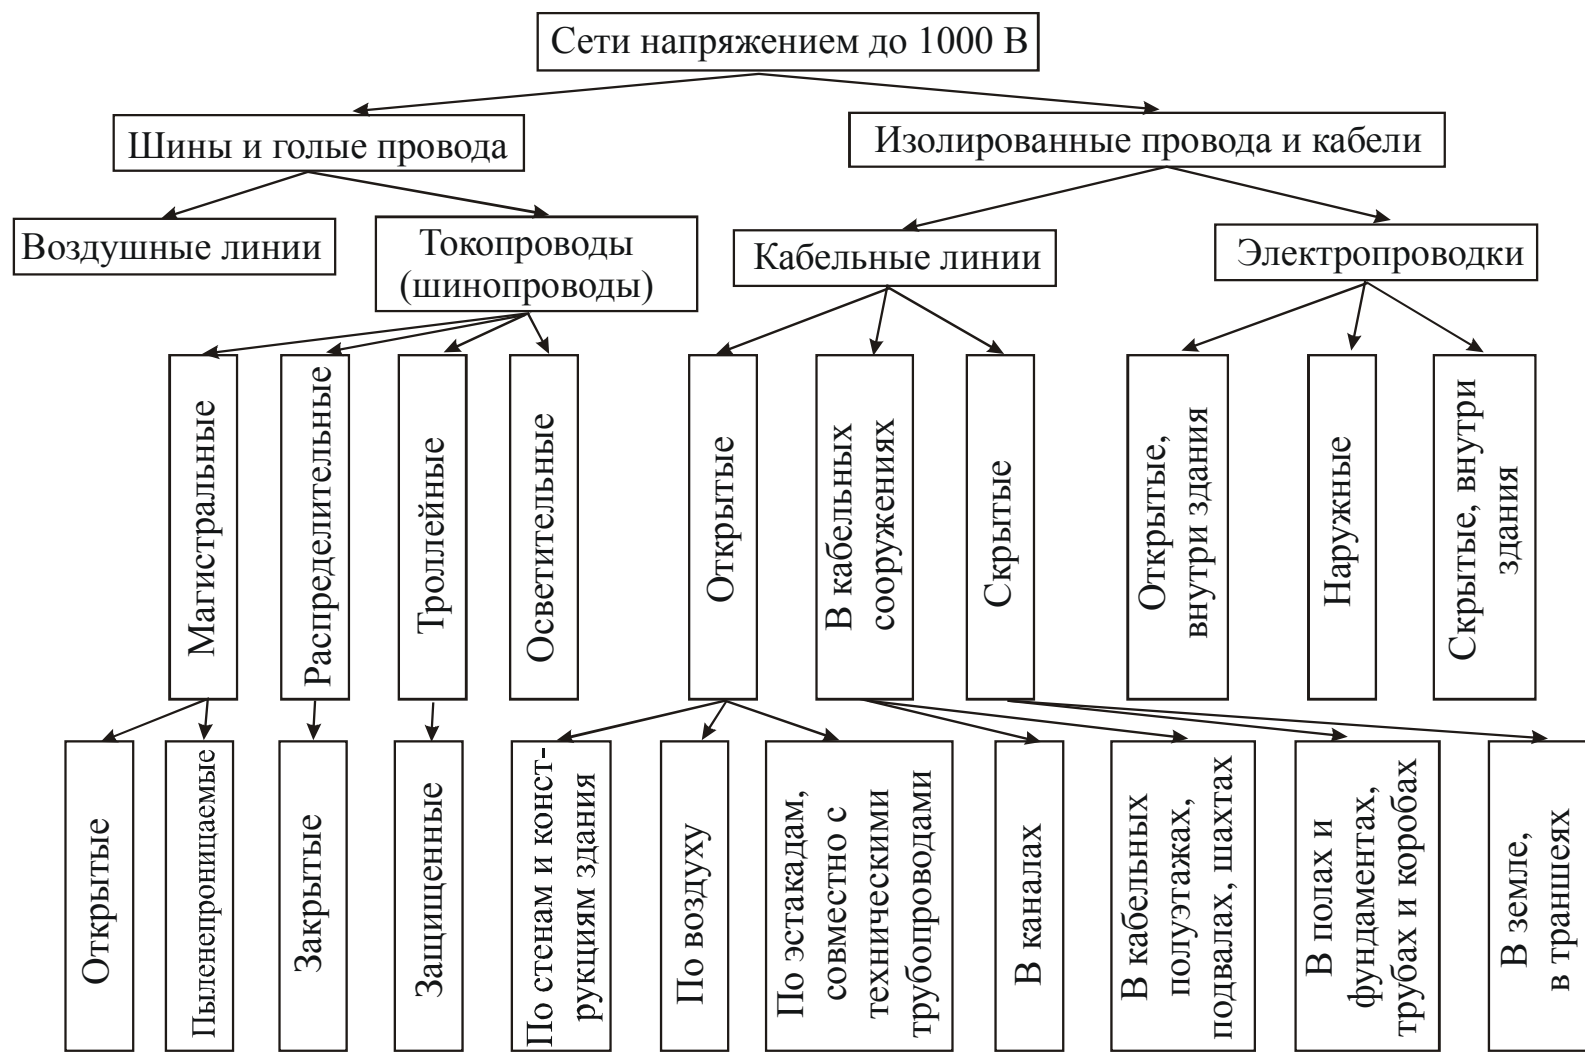 Сети напряжением до 1000 В
Шины и голые провода
Изолированные провода и кабели
Воздушные линии
Токопроводы
(шинопроводы)
Кабельные линии
Электропроводки
Магистральные
Распределительные
Троллейные
Осветительные
Открытые
В кабельных
сооружениях
Скрытые
Открытые,
внутри здания
Наружные
Скрытые, внутри
здания
Открытые
Пыленепроницаемые
Закрытые
Защищенные
По стенам и конст-
рукциям здания
По воздуху
По эстакадам,
совместно с
техническими
трубопроводами
В каналах
В кабельных
полуэтажах,
подвалах, шахтах
В полах и
фундаментах,
трубах и коробах
В земле,
в траншеях